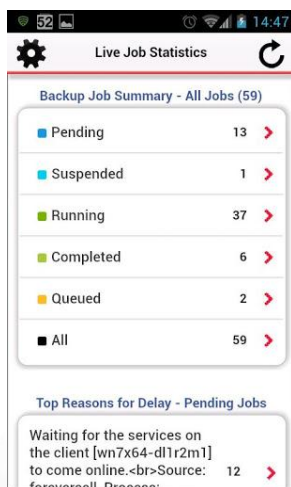 52 14:47
Live Job Statistics
Backup Job Summary - All Jobs (59)
Pending 13
Suspended 1
Running 37
Completed 6
Queued 2
All 59
Top Reasons for Delay - Pending Jobs
Waiting for the services on
the client [wn7x64-dl1r2m1]
to come online.<br>Source: 12